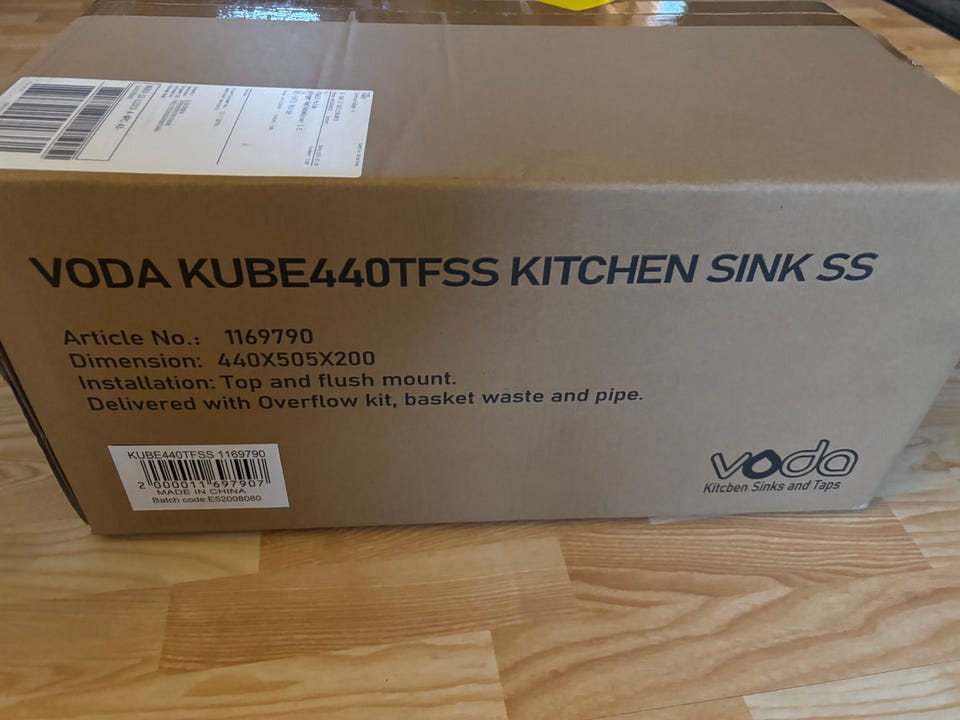 VODA KUBE440TFSS KITCHEN SINK SS
Article No.: 1169790
Dimension: 440X505X200
Installation: Top and flush mount.
Delivered with Overflow kit, basket waste and pipe.
KUBE440TFSS 1169790
2 000011 697907
MADE IN CHINA
Batch code:E52008080
voda
Kitchen Sinks and Taps